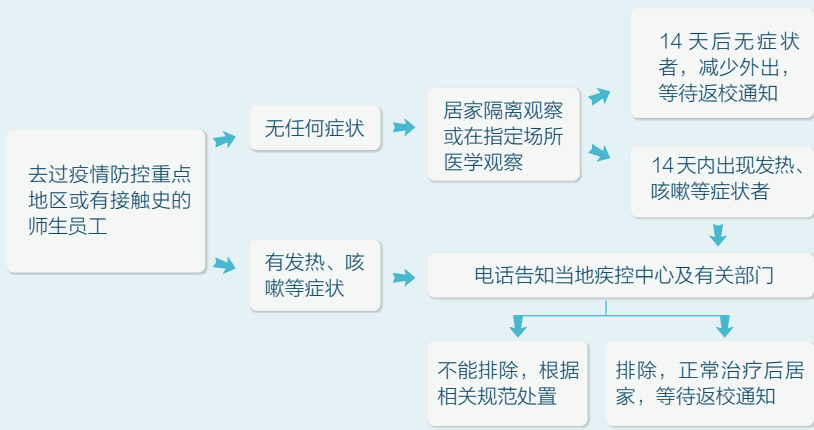 去过疫情防控重点
地区或有接触史的
师生员工
无任何症状
居家隔离观察
或在指定场所
医学观察
14 天后无症状
者，减少外出，
等待返校通知
14天内出现发热、
咳嗽等症状者
有发热、咳
嗽等症状
电话告知当地疾控中心及有关部门
不能排除，根据
相关规范处置
排除，正常治疗后居
家，等待返校通知